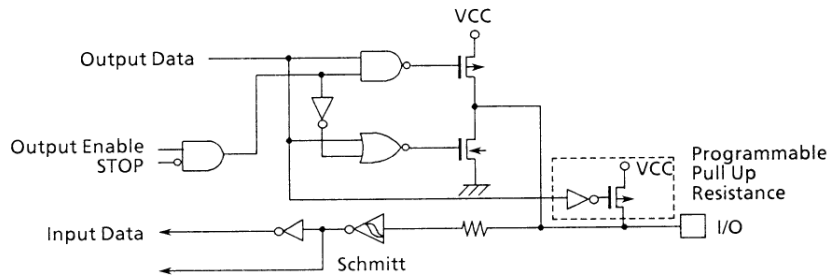 VCC
Output Data
Output Enable
STOP
VCC
Programmable
Pull Up
Resistance
Input Data
I/O
Schmitt